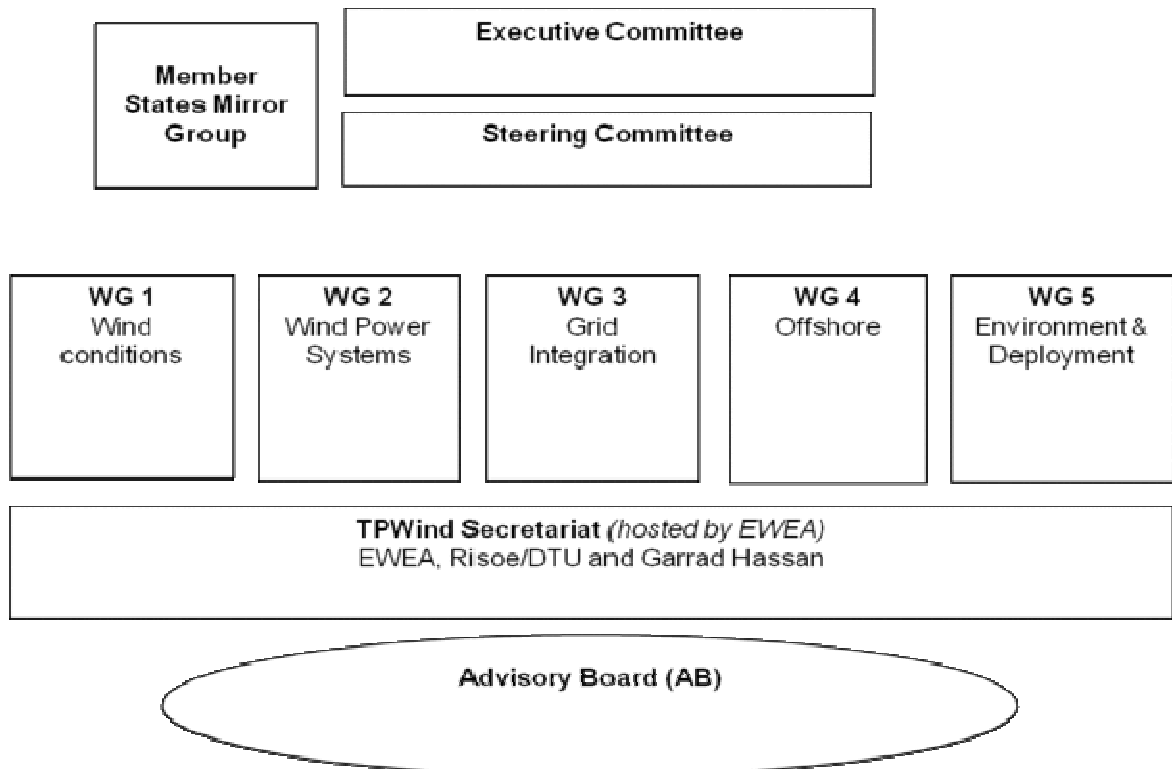 Member
States Mirror
Group
Executive Committee
Steering Committee
WG 1
Wind
conditions
WG 2
Wind Power
Systems
WG 3
Grid
Integration
WG 4
Offshore
WG 5
Environment &
Deployment
TPWind Secretariat (hosted by EWEA)
EWEA, Risoe/DTU and Garrad Hassan
Advisory Board (AB)